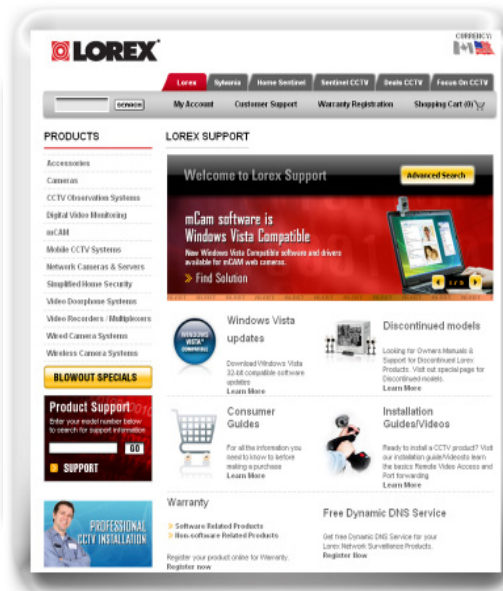 CURRENCY:
LOREX
Lorex
Sylvania
Home Sentinel
Sentinel CCTV
Deals CCTV
Focus On CCTV
SEARCH
My Account
Customer Support
Warranty Registration
Shopping Cart (0)
PRODUCTS
LOREX SUPPORT
Accessories
Cameras
CCTV Observation Systems
Digital Video Monitoring
mCAM
Mobile CCTV Systems
Network Cameras & Servers
Simplified Home Security
Video Doorphone Systems
Video Recorders / Multiplexers
Wired Camera Systems
Wireless Camera Systems
BLOWOUT SPECIALS
Product Support
Enter your model number below
to search for support information
GO
SUPPORT
PROFESSIONAL
CCTV INSTALLATION
Welcome to Lorex Support
Advanced Search
mCam
software is
Windows Vista Compatible
New Windows Vista Compatible software and drivers
available for mCAM web cameras.
> Find Solution
WINDOWS
VISTA
COMPATIBLE
Windows Vista
updates
Download Windows Vista
32-bit compatible software
updates
Learn More
Discontinued models
Looking for Owners Manuals &
Support for Discontinued Lorex
Products. Visit out special page for
Discontinued models.
Learn More
Consumer
Guides
For all the information you
need to know to before
making a purchase
Learn More
Installation
Guides/Videos
Ready to install a CCTV product? Visit
our installation guide/Videosto learn
the basics Remote Video Access and
Port forwarding
Learn More
Warranty
> Software Related Products
> Non-software Related Products
Register your product online for Warranty.
Register now
Free Dynamic DNS Service
Get free Dynamic DNS Service for your
Lorex Network Surveillance Products.
Register Now